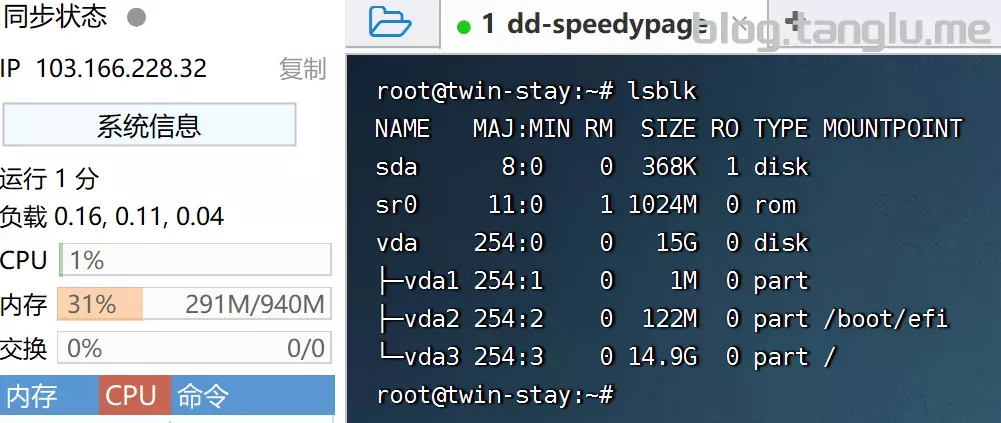 同步状态
IP 103.166.228.32 复制
系统信息
运行 1 分
负载 0.16, 0.11, 0.04
CPU 1%
内存 31% 291M/940M
交换 0% 0/0
内存 CPU 命令
1 dd-speedypage × +
blog.tanglu.me
root@twin-stay:~# lsblk
NAME MAJ:MIN RM SIZE RO TYPE MOUNTPOINT
sda 8:0 0 368K 1 disk
sr0 11:0 1 1024M 0 rom
vda 254:0 0 15G 0 disk
├─vda1 254:1 0 1M 0 part
├─vda2 254:2 0 122M 0 part /boot/efi
└─vda3 254:3 0 14.9G 0 part /
root@twin-stay:~#